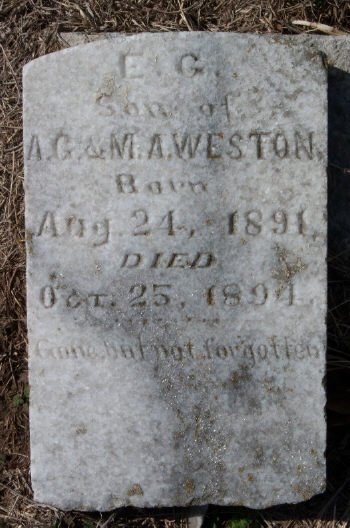 E. G.
Son of
A. G. & M. A. WESTON.
Born
Aug. 24, 1891,
DIED
OCT. 25, 1894.
Gone, but not forgotten